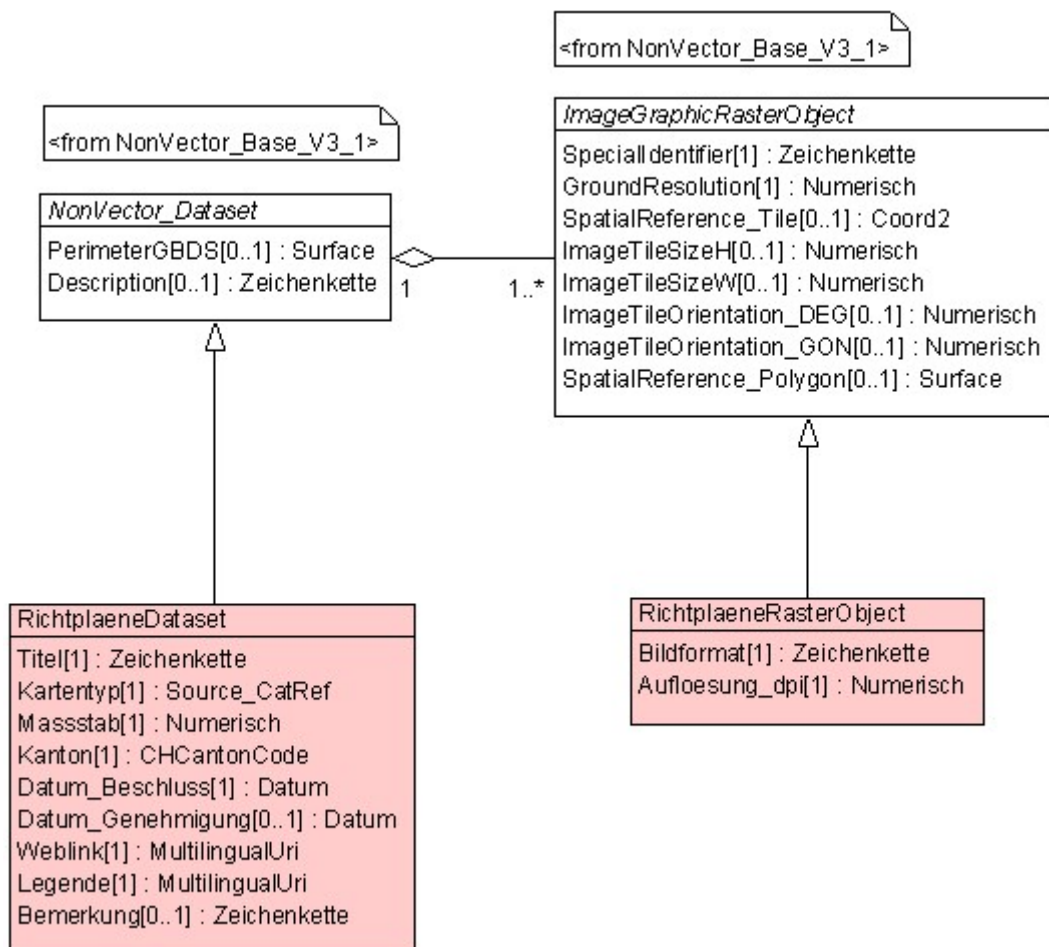 <from NonVector_Base_V3_1>
ImageGraphicRasterObject
SpecialIdentifier[1] : Zeichenkette
GroundResolution[1] : Numerisch
SpatialReference_Tile[0..1] : Coord2
ImageTileSizeH[0..1] : Numerisch
ImageTileSizeW[0..1] : Numerisch
ImageTileOrientation_DEG[0..1] : Numerisch
ImageTileOrientation_GON[0..1] : Numerisch
SpatialReference_Polygon[0..1] : Surface
<from NonVector_Base_V3_1>
NonVector_Dataset
PerimeterGBDS[0..1] : Surface
Description[0..1] : Zeichenkette
1
1..*
RichtplaeneDataset
Titel[1] : Zeichenkette
Kartentyp[1] : Source_CatRef
Massstab[1] : Numerisch
Kanton[1] : CHCantonCode
Datum_Beschluss[1] : Datum
Datum_Genehmigung[0..1] : Datum
Weblink[1] : MultilingualUri
Legende[1] : MultilingualUri
Bemerkung[0..1] : Zeichenkette
RichtplaeneRasterObject
Bildformat[1] : Zeichenkette
Aufloesung_dpi[1] : Numerisch